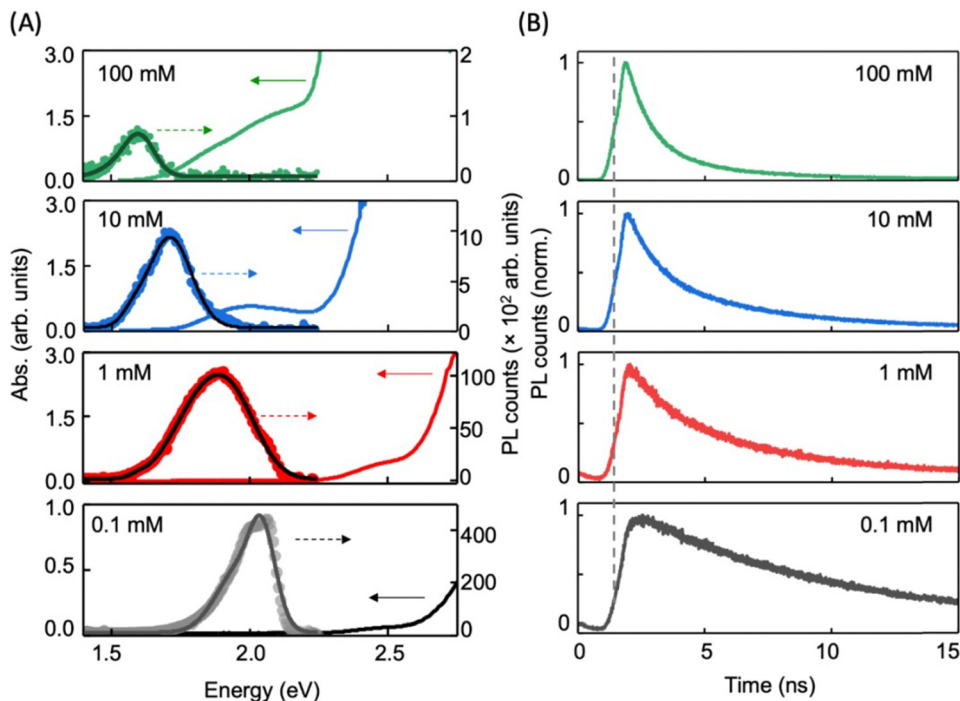 (A)
(B)
3.0
1.5
0.0
100 mM
2
1
0
3.0
1.5
0.0
10 mM
10
5
0
3.0
1.5
0.0
1 mM
100
50
0
1.0
0.5
0.0
0.1 mM
400
200
0
1.5
2.0
2.5
Energy (eV)
Abs. (arb. units)
PL counts (× 10² arb. units)
PL counts (norm.)
1
0
100 mM
1
0
10 mM
1
0
1 mM
1
0
0.1 mM
0
5
10
15
Time (ns)